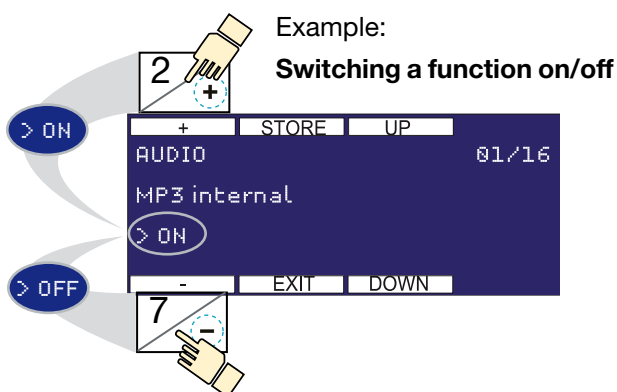 Example:
Switching a function on/off
2 +
> ON
+ STORE UP
AUDIO 01/16
MP3 internal
> ON
> OFF
- EXIT DOWN
7 -